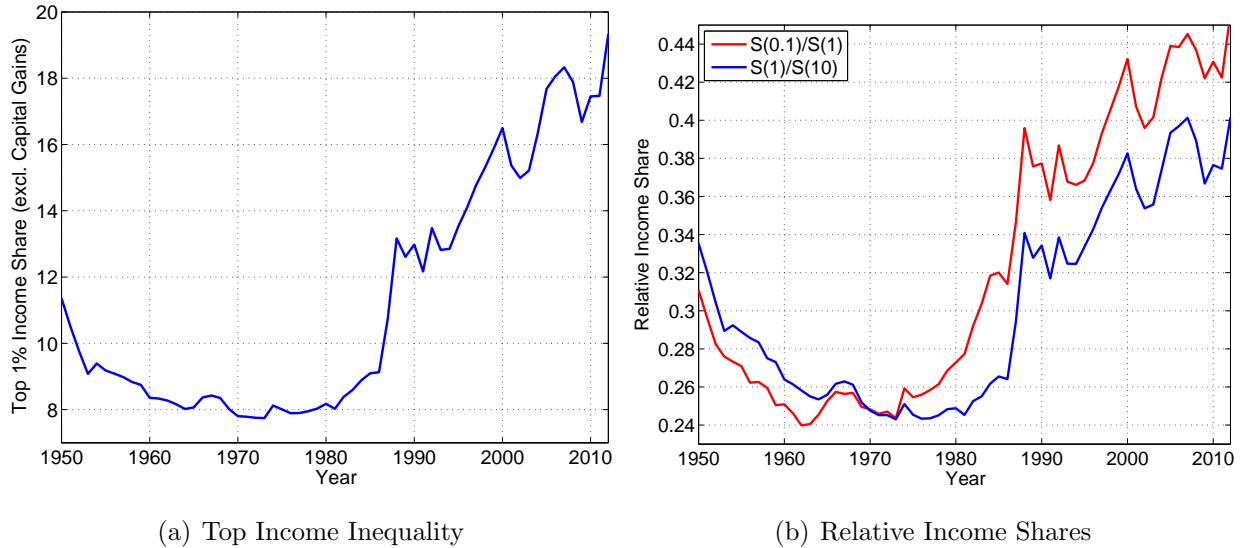 Top 1% Income Share (excl. Capital Gains)
20
18
16
14
12
10
8
1950 1960 1970 1980 1990 2000 2010
Year
(a) Top Income Inequality
Relative Income Share
S(0.1)/S(1)
S(1)/S(10)
0.44
0.42
0.4
0.38
0.36
0.34
0.32
0.3
0.28
0.26
0.24
1950 1960 1970 1980 1990 2000 2010
Year
(b) Relative Income Shares